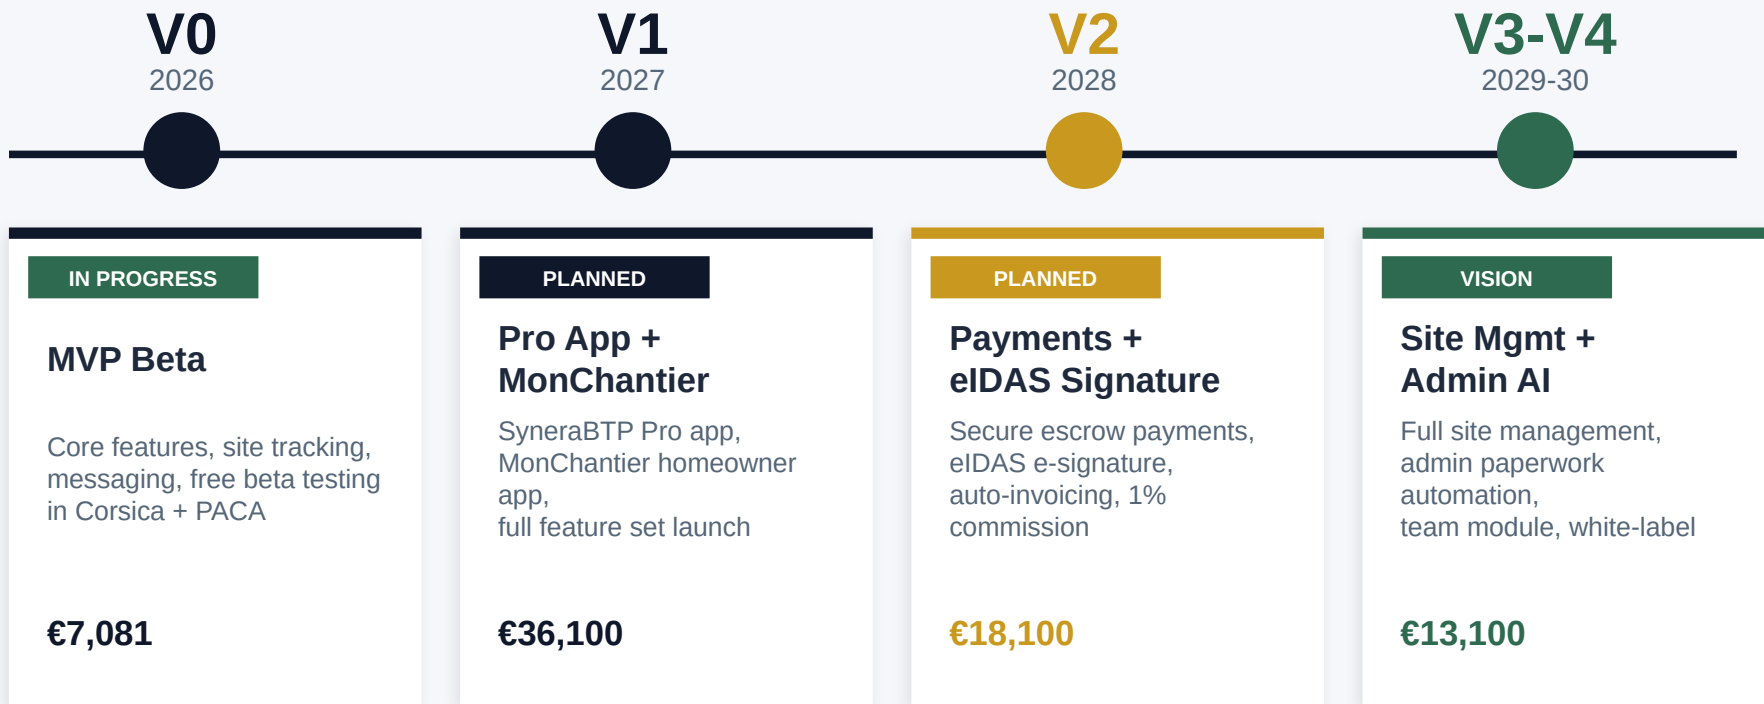 V0
2026
V1
2027
V2
2028
V3-V4
2029-30
IN PROGRESS
MVP Beta
Core features, site tracking,
messaging, free beta testing
in Corsica + PACA
€7,081
PLANNED
Pro App +
MonChantier
SyneraBTP Pro app,
MonChantier homeowner
app,
full feature set launch
€36,100
PLANNED
Payments +
eIDAS Signature
Secure escrow payments,
eIDAS e-signature,
auto-invoicing, 1%
commission
€18,100
VISION
Site Mgmt +
Admin AI
Full site management,
admin paperwork
automation,
team module, white-label
€13,100